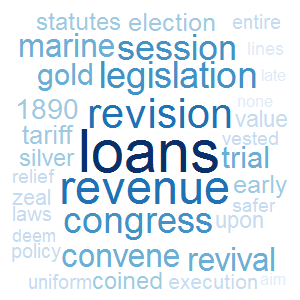 statutes election entire
marine session lines
gold legislation late
1890 revision none value
tariff loans vested
silver trial
relief revenue early
zeal safer
laws congress upon
deem
policy convene revival
uniform coined execution aim